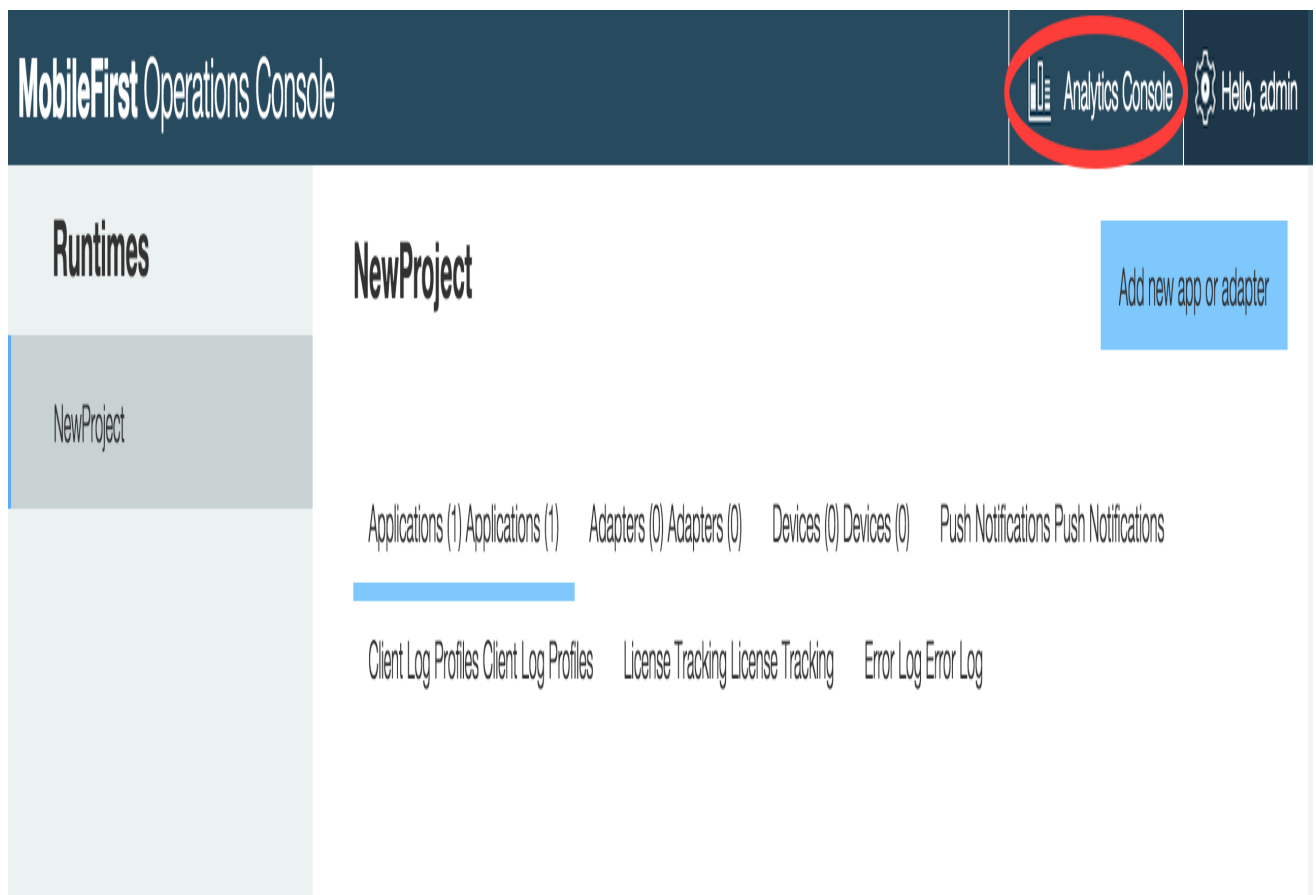 MobileFirst Operations Console
Analytics Console
Hello, admin
Runtimes
NewProject
NewProject
Add new app or adapter
Applications (1) Applications (1)
Adapters (0) Adapters (0)
Devices (0) Devices (0)
Push Notifications Push Notifications
Client Log Profiles Client Log Profiles
License Tracking License Tracking
Error Log Error Log